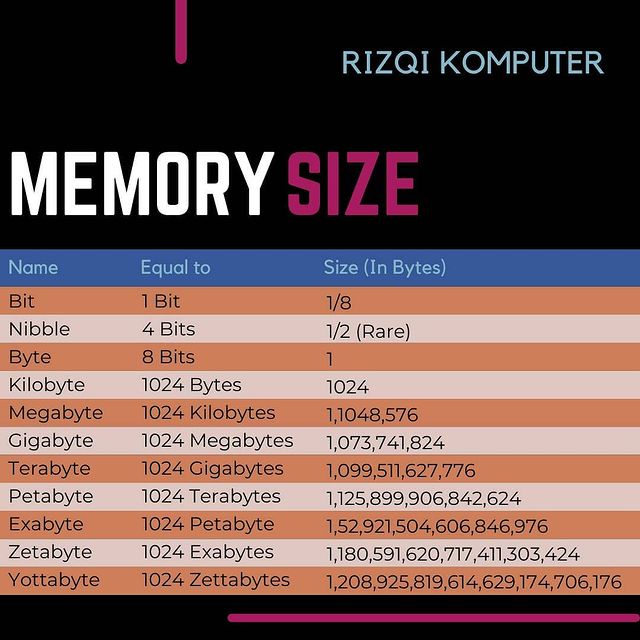 RIZQI KOMPUTER
MEMORY SIZE
Name Equal to Size (In Bytes)
Bit 1 Bit 1/8
Nibble 4 Bits 1/2 (Rare)
Byte 8 Bits 1
Kilobyte 1024 Bytes 1024
Megabyte 1024 Kilobytes 1,1048,576
Gigabyte 1024 Megabytes 1,073,741,824
Terabyte 1024 Gigabytes 1,099,511,627,776
Petabyte 1024 Terabytes 1,125,899,906,842,624
Exabyte 1024 Petabyte 1,52,921,504,606,846,976
Zetabyte 1024 Exabytes 1,180,591,620,717,411,303,424
Yottabyte 1024 Zettabytes 1,208,925,819,614,629,174,706,176